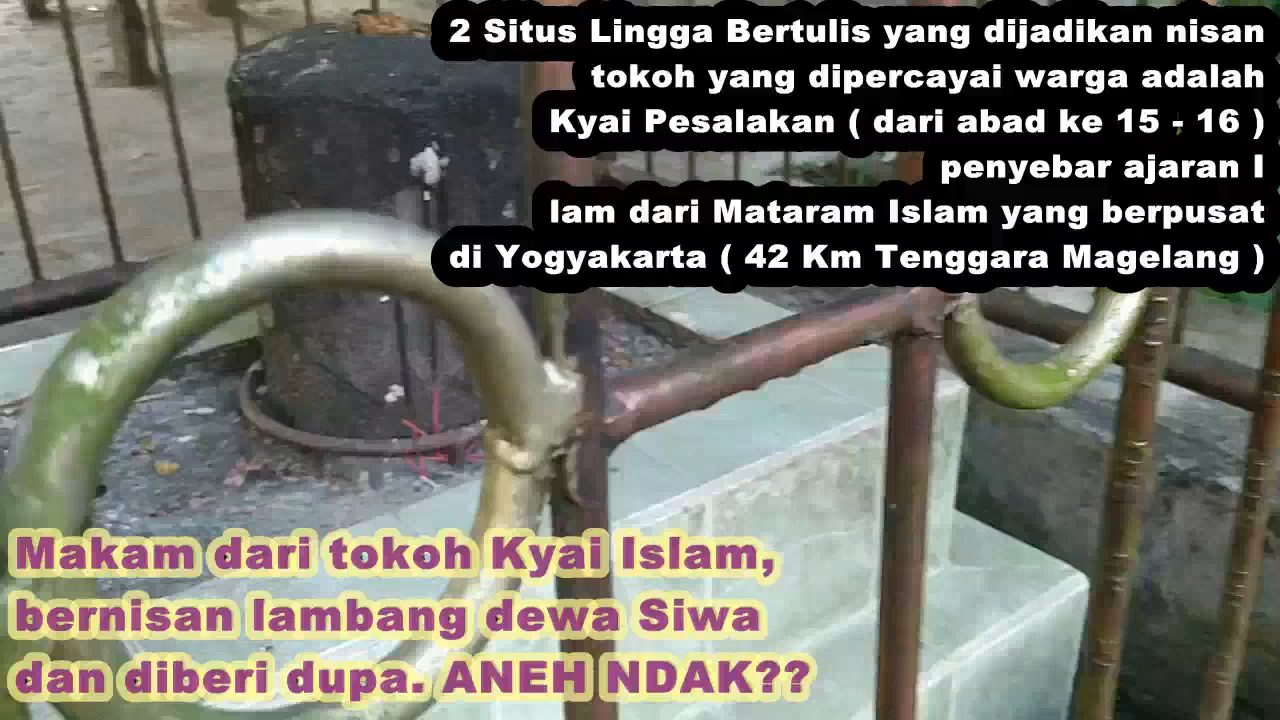 2 Situs Lingga Bertulis yang dijadikan nisan
tokoh yang dipercayai warga adalah
Kyai Pesalakan ( dari abad ke 15 - 16 )
penyebar ajaran I
lam dari Mataram Islam yang berpusat
di Yogyakarta ( 42 Km Tenggara Magelang )
Makam dari tokoh Kyai Islam,
bernisan lambang dewa Siwa
dan diberi dupa. ANEH NDAK??